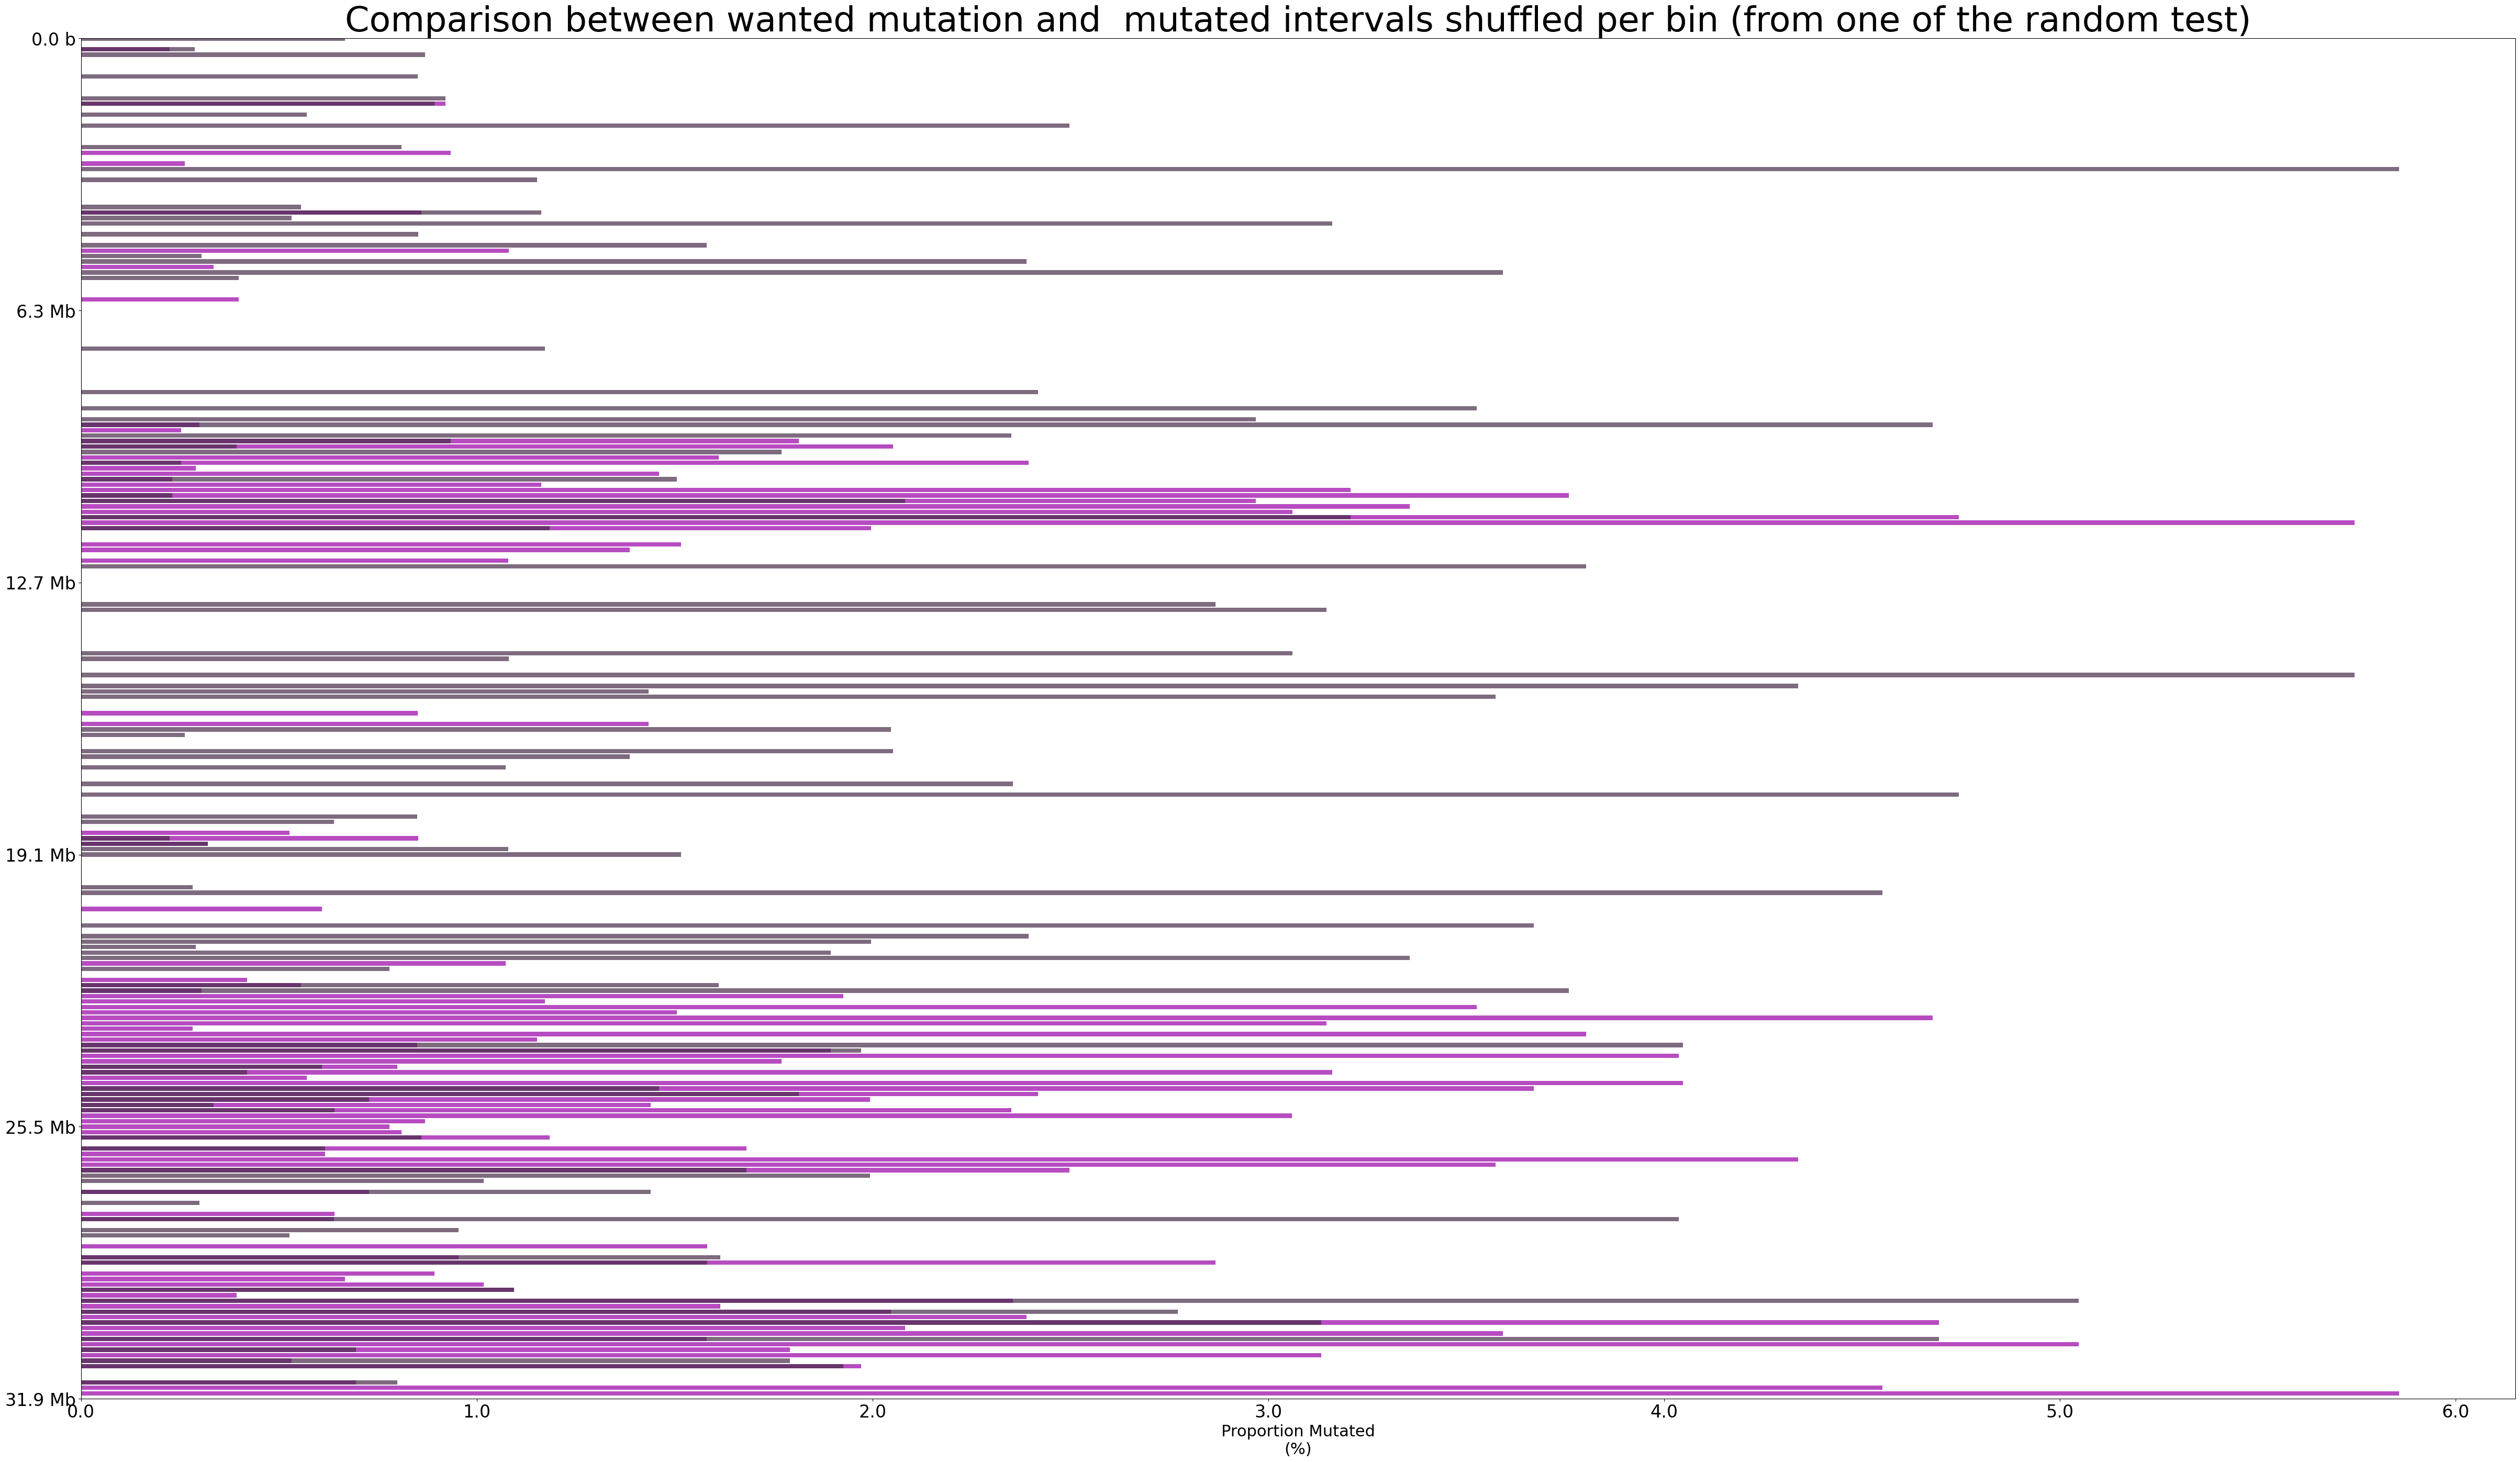 Comparison between wanted mutation and  mutated intervals shuffled per bin (from one of the random test)
0.0 b
6.3 Mb
12.7 Mb
19.1 Mb
25.5 Mb
31.9 Mb
0.0 1.0 2.0 3.0 4.0 5.0 6.0
Proportion Mutated
(%)